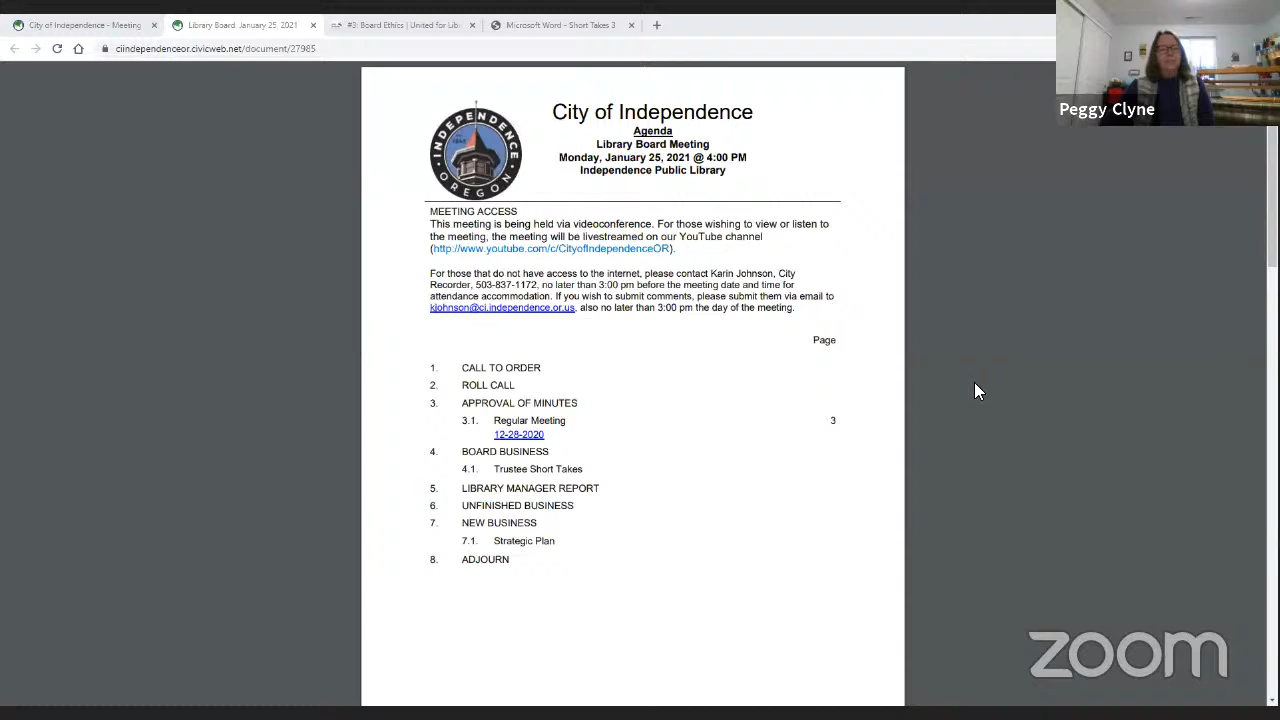 City of Independence - Meeting
Library Board January 25, 2021
#3: Board Ethics | United for Lib
Microsoft Word - Short Takes 3
ciindependenceor.civicweb.net/document/27985
Peggy Clyne
INDEPENDENCE
OREGON
City of Independence
Agenda
Library Board Meeting
Monday, January 25, 2021 @ 4:00 PM
Independence Public Library
MEETING ACCESS
This meeting is being held via videoconference. For those wishing to view or listen to
the meeting, the meeting will be livestreamed on our YouTube channel
(http://www.youtube.com/c/CityofIndependenceOR).
For those that do not have access to the internet, please contact Karin Johnson, City
Recorder, 503-837-1172, no later than 3:00 pm before the meeting date and time for
attendance accommodation. If you wish to submit comments, please submit them via email to
kjohnson@ci.independence.or.us, also no later than 3:00 pm the day of the meeting.
Page
1. CALL TO ORDER
2. ROLL CALL
3. APPROVAL OF MINUTES
3.1. Regular Meeting 3
12-28-2020
4. BOARD BUSINESS
4.1. Trustee Short Takes
5. LIBRARY MANAGER REPORT
6. UNFINISHED BUSINESS
7. NEW BUSINESS
7.1. Strategic Plan
8. ADJOURN
zoom